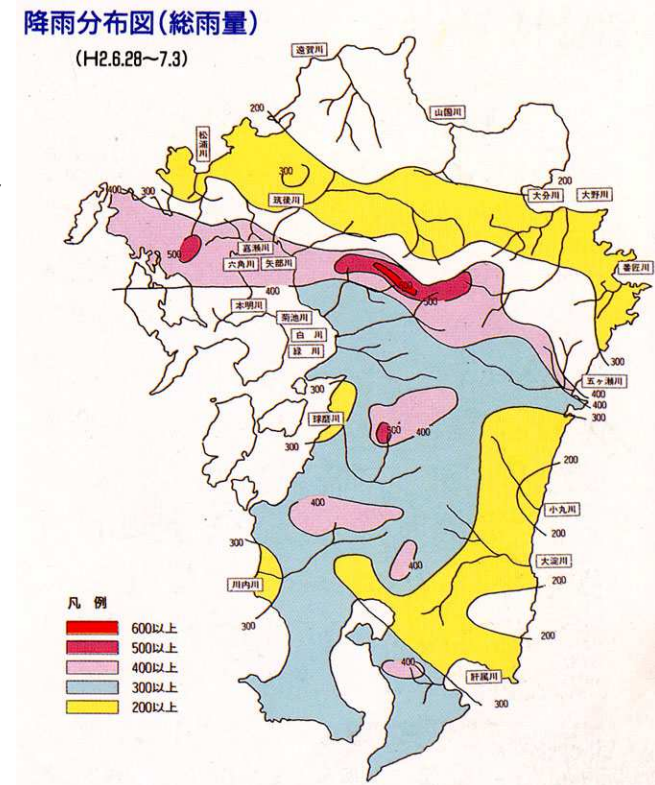 降雨分布図(総雨量)
(H2.6.28～7.3)
遠賀川
200
山国川
松浦川
300
200
大分川
大野川
400
300
筑後川
嘉瀬川
500
六角川
矢部川
番匠川
400
500
本明川
菊池川
白川
緑川
300
五ヶ瀬川
400
400
300
300
球磨川
300
500
400
200
400
小九川
200
300
400
大淀川
川内川
200
300
200
400
肝属川
300
凡例
600以上
500以上
400以上
300以上
200以上